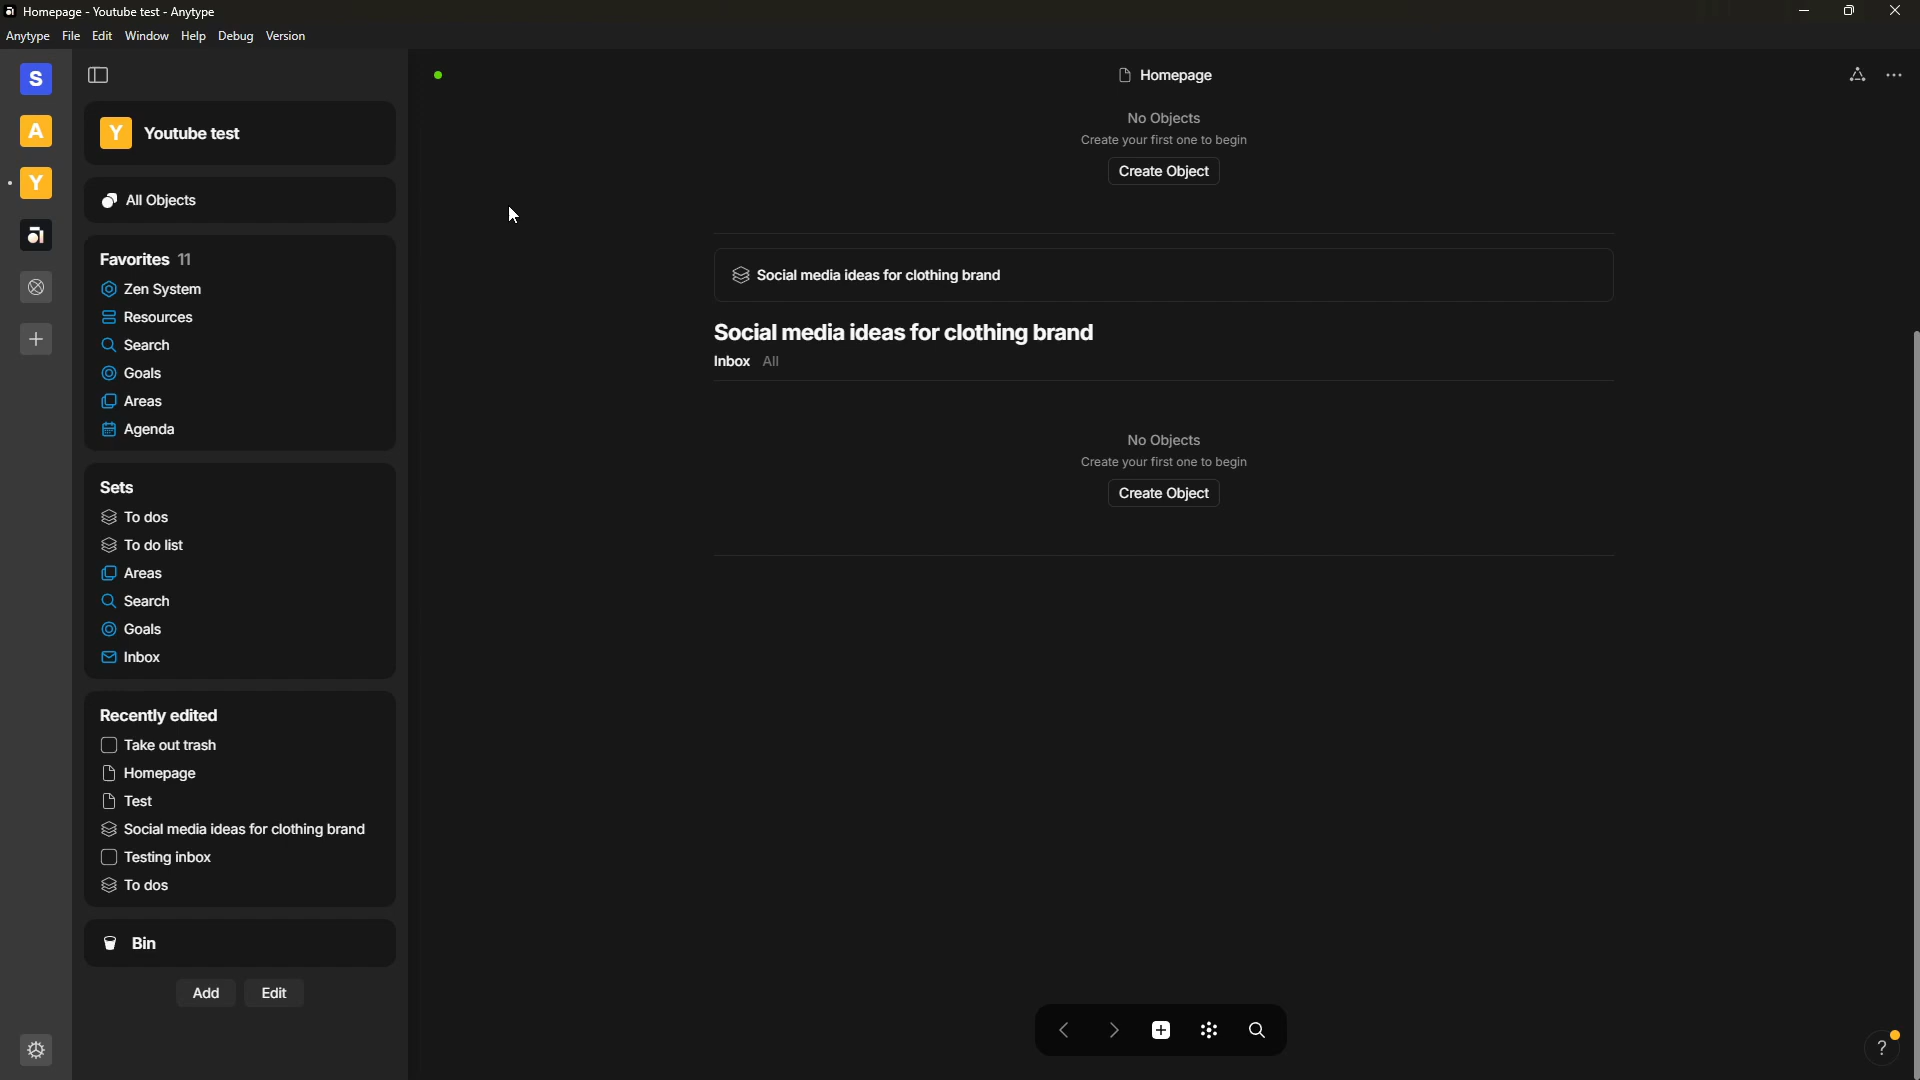 Homepage - Youtube test - Anytype
Anytype File Edit Window Help Debug Version
S
A
Y
Y Youtube test
All Objects
Favorites 11
Zen System
Resources
Search
Goals
Areas
Agenda
Sets
To dos
To do list
Areas
Search
Goals
Inbox
Recently edited
Take out trash
Homepage
Test
Social media ideas for clothing brand
Testing inbox
To dos
Bin
Add Edit
Homepage
No Objects
Create your first one to begin
Create Object
Social media ideas for clothing brand
Social media ideas for clothing brand
Inbox All
No Objects
Create your first one to begin
Create Object
?